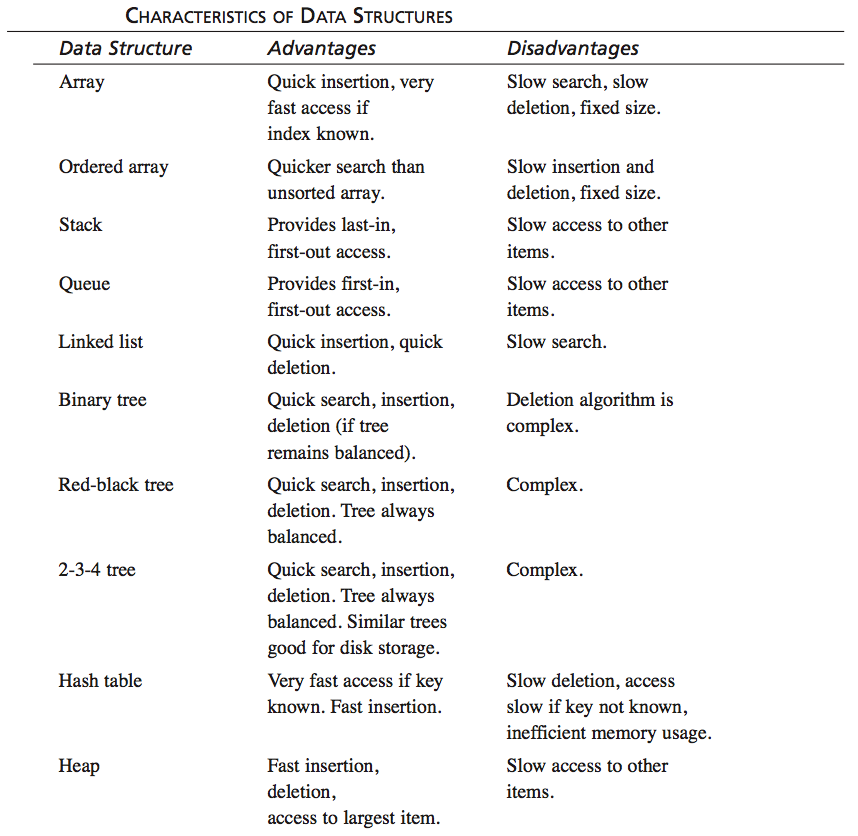 CHARACTERISTICS OF DATA STRUCTURES
Data Structure Advantages Disadvantages
Array Quick insertion, very Slow search, slow
fast access if deletion, fixed size.
index known.
Ordered array Quicker search than Slow insertion and
unsorted array. deletion, fixed size.
Stack Provides last-in, Slow access to other
first-out access. items.
Queue Provides first-in, Slow access to other
first-out access. items.
Linked list Quick insertion, quick Slow search.
deletion.
Binary tree Quick search, insertion, Deletion algorithm is
deletion (if tree complex.
remains balanced).
Red-black tree Quick search, insertion, Complex.
deletion. Tree always
balanced.
2-3-4 tree Quick search, insertion, Complex.
deletion. Tree always
balanced. Similar trees
good for disk storage.
Hash table Very fast access if key Slow deletion, access
known. Fast insertion. slow if key not known,
inefficient memory usage.
Heap Fast insertion, Slow access to other
deletion, items.
access to largest item.